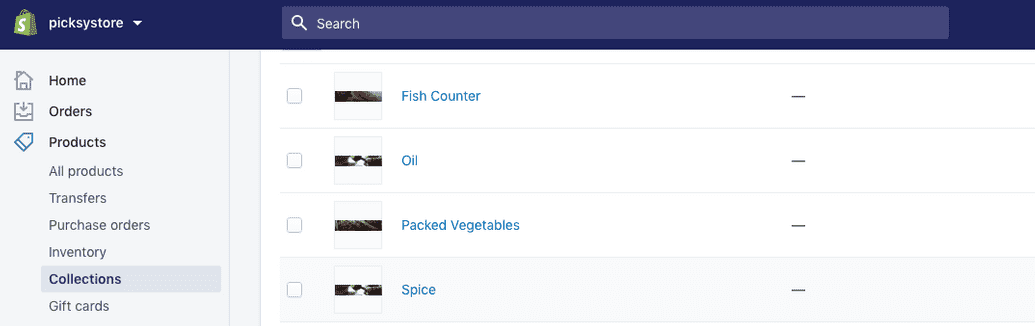 picksystore
Search
Home
Orders
Products
All products
Transfers
Purchase orders
Inventory
Collections
Gift cards
Fish Counter —
Oil —
Packed Vegetables —
Spice —